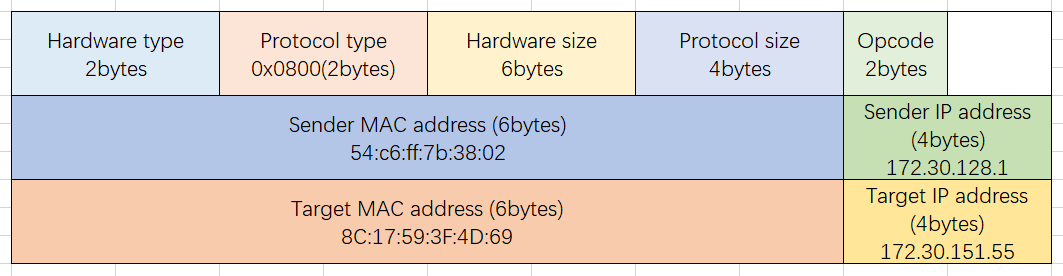 Hardware type
2bytes
Protocol type
0x0800(2bytes)
Hardware size
6bytes
Protocol size
4bytes
Opcode
2bytes
Sender MAC address (6bytes)
54:c6:ff:7b:38:02
Sender IP address
(4bytes)
172.30.128.1
Target MAC address (6bytes)
8C:17:59:3F:4D:69
Target IP address
(4bytes)
172.30.151.55